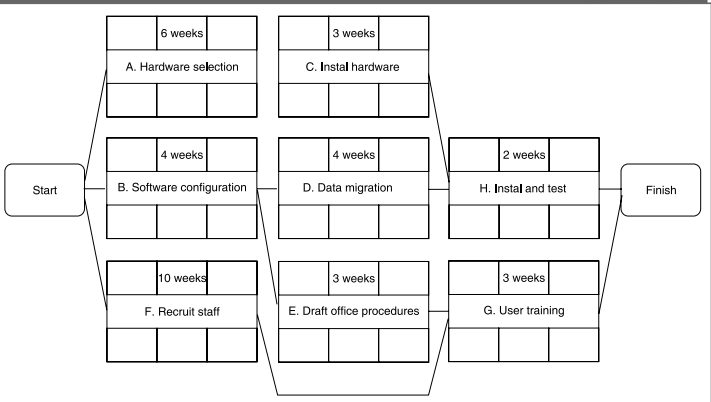 6 weeks
A. Hardware selection
3 weeks
C. Instal hardware
4 weeks
B. Software configuration
4 weeks
D. Data migration
2 weeks
H. Instal and test
Start
Finish
10 weeks
F. Recruit staff
3 weeks
E. Draft office procedures
3 weeks
G. User training